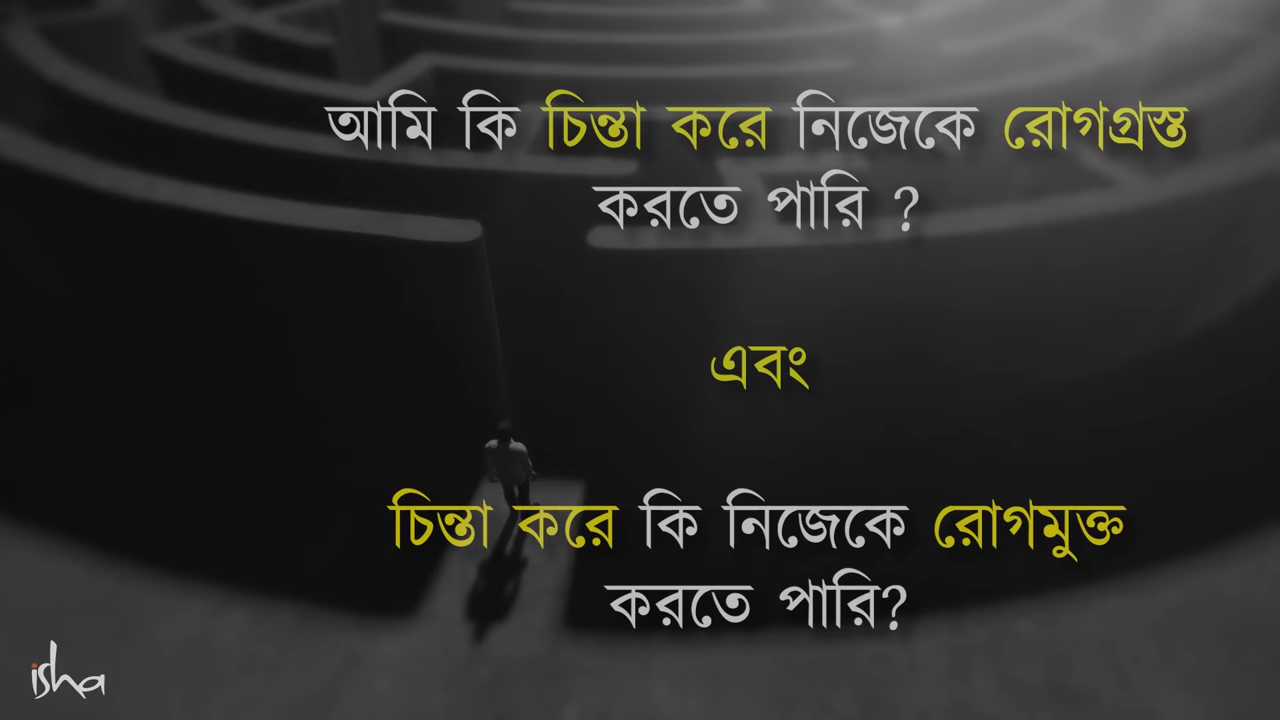 আমি কি চিন্তা করে নিজেকে রোগগ্রস্ত
করতে পারি ?
এবং
চিন্তা করে কি নিজেকে রোগমুক্ত
করতে পারি?
isha